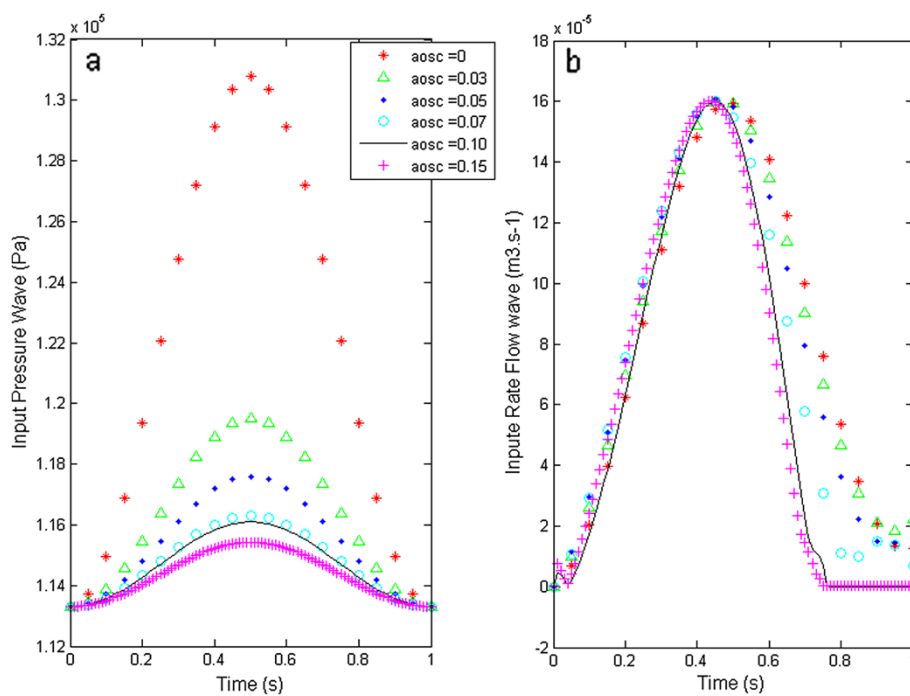 x 10⁵
1.32
1.3
1.28
1.26
1.24
1.22
1.2
1.18
1.16
1.14
1.12
Input Pressure Wave (Pa)
a
0 0.2 0.4 0.6 0.8 1
Time (s)
aosc =0
aosc =0.03
aosc =0.05
aosc =0.07
aosc =0.10
aosc =0.15
x 10⁻⁵
18
16
14
12
10
8
6
4
2
0
-2
Inpute Rate Flow wave (m3.s-1)
b
0 0.2 0.4 0.6 0.8
Time (s)